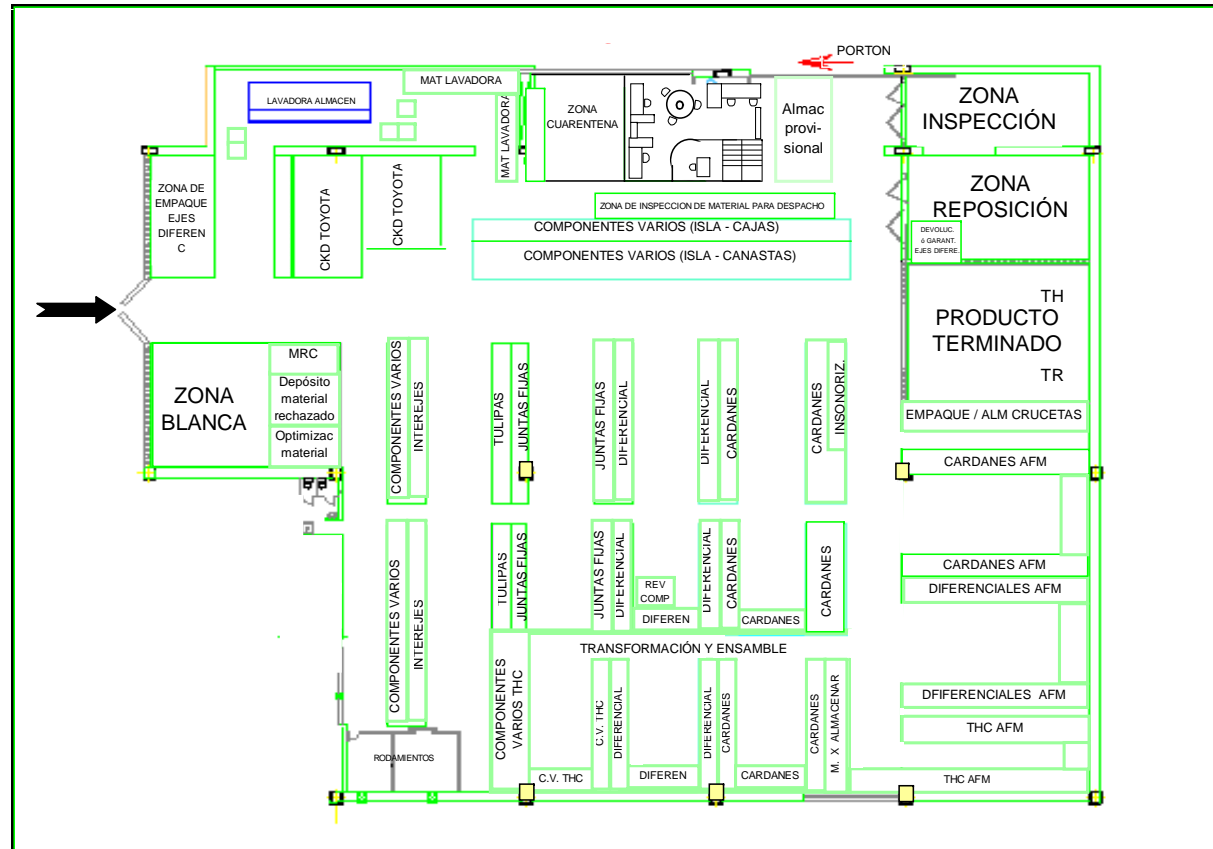 PORTON
MAT LAVADORA
LAVADORA ALMACEN
MAT LAVADORA
ZONA
CUARENTENA
Almac
provi-
sional
ZONA
INSPECCIÓN
ZONA DE
EMPAQUE
EJES
DIFEREN
C
CKD TOYOTA
CKD TOYOTA
ZONA DE INSPECCION DE MATERIAL PARA DESPACHO
COMPONENTES VARIOS (ISLA - CAJAS)
COMPONENTES VARIOS (ISLA - CANASTAS)
ZONA
REPOSICIÓN
DEVOLUC.
ó GARANT.
EJES DIFERE.
TH
PRODUCTO
TERMINADO
TR
ZONA
BLANCA
MRC
Depósito
material
rechazado
Optimizac
material
COMPONENTES VARIOS
INTEREJES
TULIPAS
JUNTAS FIJAS
JUNTAS FIJAS
DIFERENCIAL
DIFERENCIAL
CARDANES
CARDANES
INSONORIZ.
EMPAQUE / ALM CRUCETAS
CARDANES AFM
COMPONENTES VARIOS
INTEREJES
TULIPAS
JUNTAS FIJAS
JUNTAS FIJAS
DIFERENCIAL
REV
COMP
DIFEREN
DIFERENCIAL
CARDANES
CARDANES
CARDANES
CARDANES AFM
DIFERENCIALES AFM
TRANSFORMACIÓN Y ENSAMBLE
COMPONENTES
VARIOS THC
C.V. THC
DIFERENCIAL
DIFERENCIAL
CARDANES
CARDANES
M. X ALMACENAR
DFIFERENCIALES AFM
THC AFM
RODAMIENTOS
C.V. THC
DIFEREN
CARDANES
THC AFM